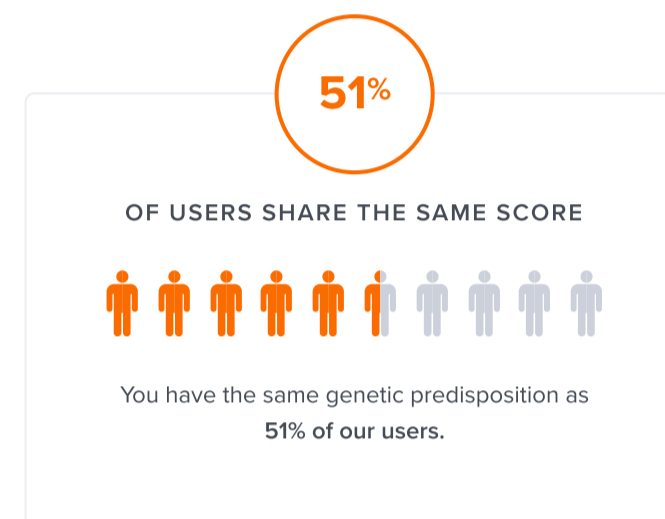 51%
OF USERS SHARE THE SAME SCORE
You have the same genetic predisposition as
51% of our users.